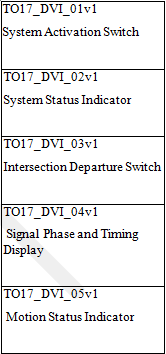 TO17_DVI_01v1
System Activation Switch
TO17_DVI_02v1
System Status Indicator
TO17_DVI_03v1
Intersection Departure Switch
TO17_DVI_04v1
Signal Phase and Timing
Display
TO17_DVI_05v1
Motion Status Indicator